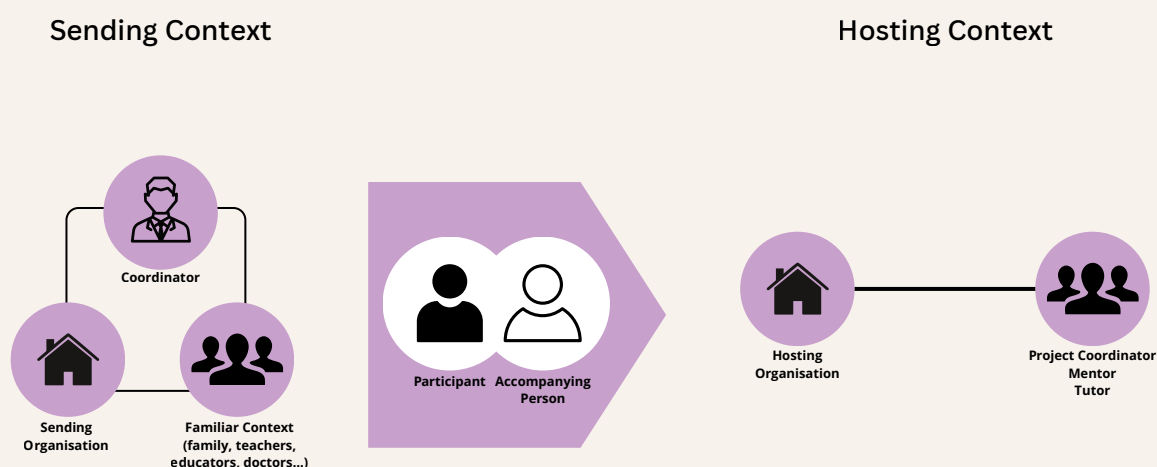 Sending Context
Hosting Context
Coordinator
Sending
Organisation
Familiar Context
(family, teachers,
educators, doctors...)
Participant
Accompanying
Person
Hosting
Organisation
Project Coordinator
Mentor
Tutor